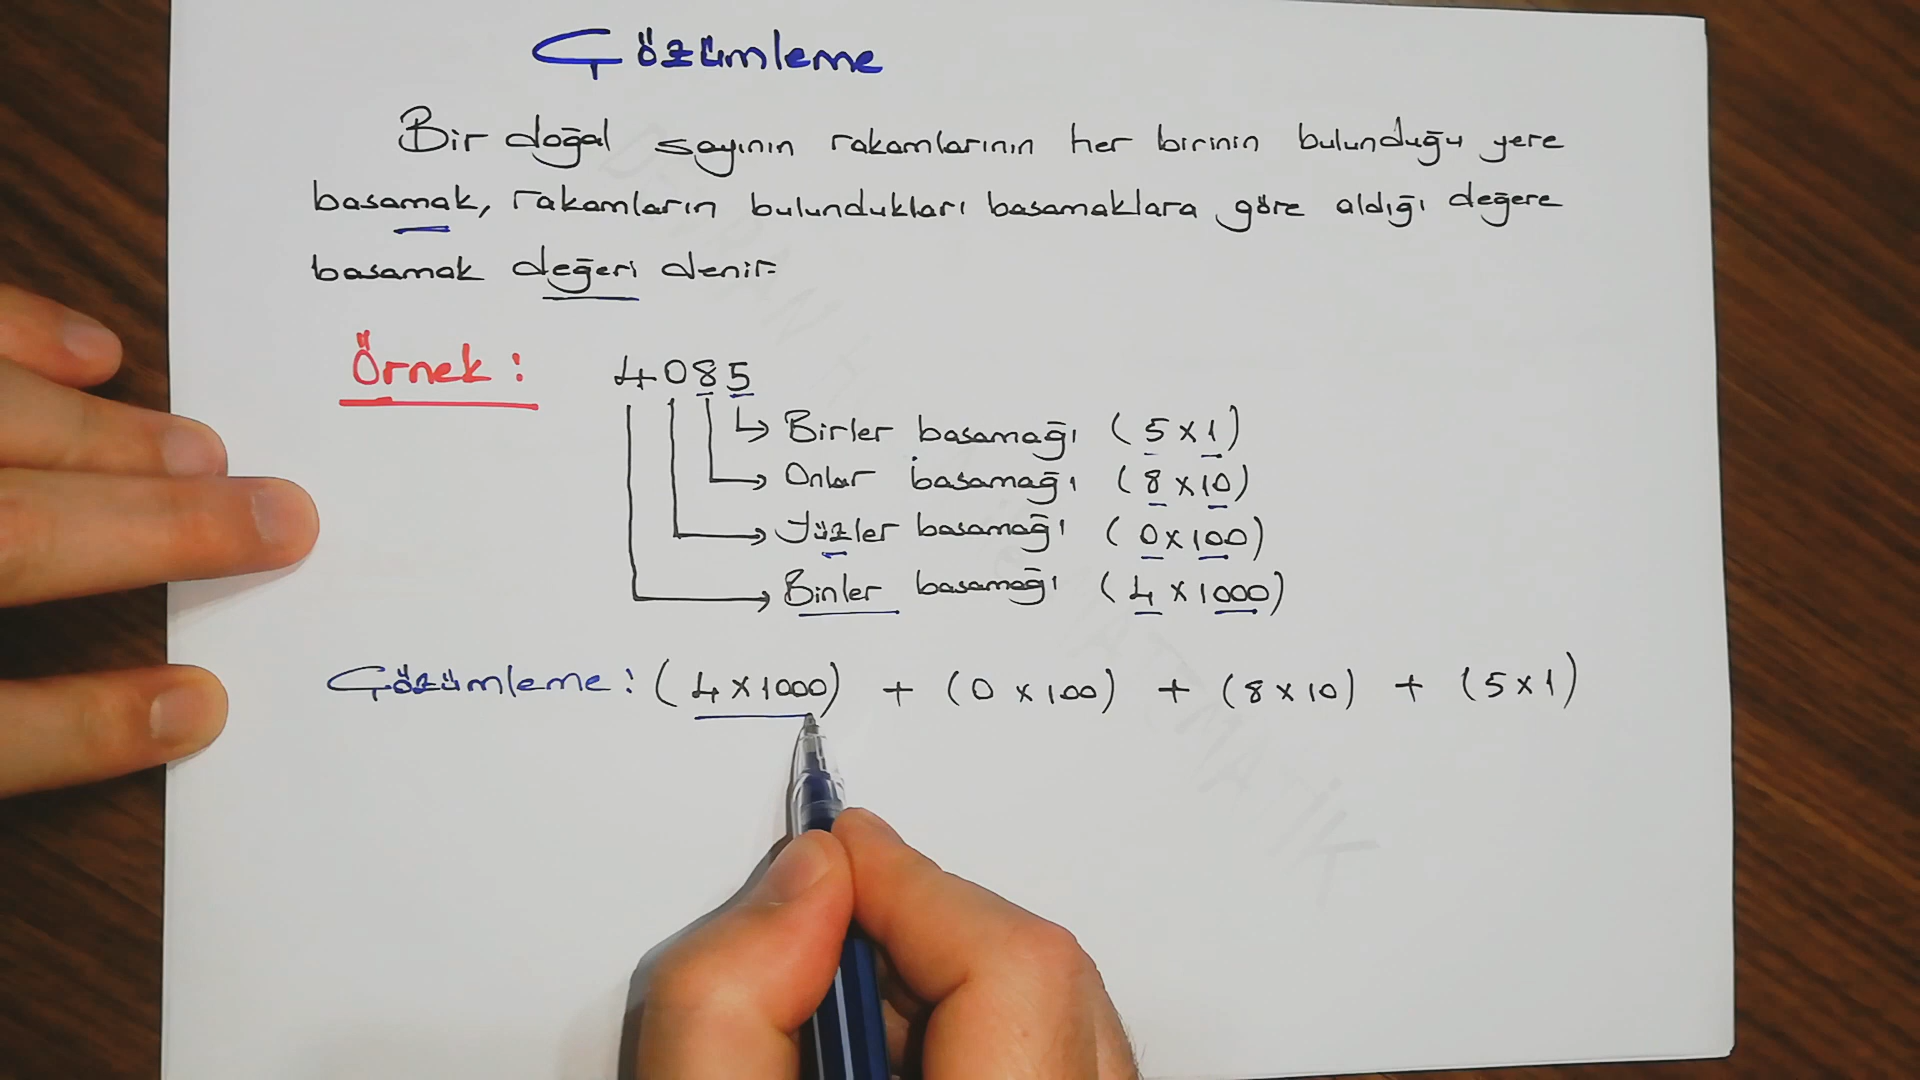 Çözümleme
Bir doğal sayının rakamlarının her birinin bulunduğu yere
basamak, rakamların bulundukları basamaklara göre aldığı değere
basamak değeri denir.
Örnek : 4085
Birler basamağı (5 x 1)
Onlar basamağı (8 x 10)
Yüzler basamağı (0 x 100)
Binler basamağı (4 x 1000)
Çözümleme : (4 x 1000) + (0 x 100) + (8 x 10) + (5 x 1)
MATEMATİK